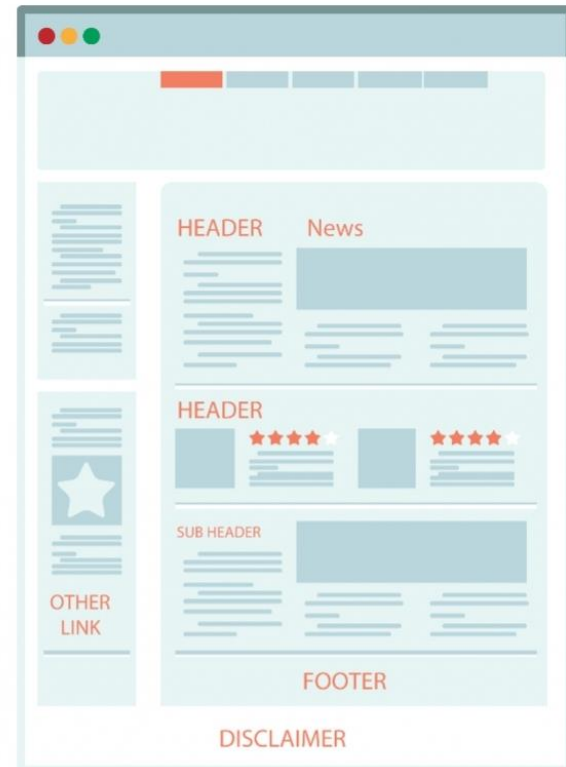 HEADER
News
HEADER
SUB HEADER
OTHER
LINK
FOOTER
DISCLAIMER